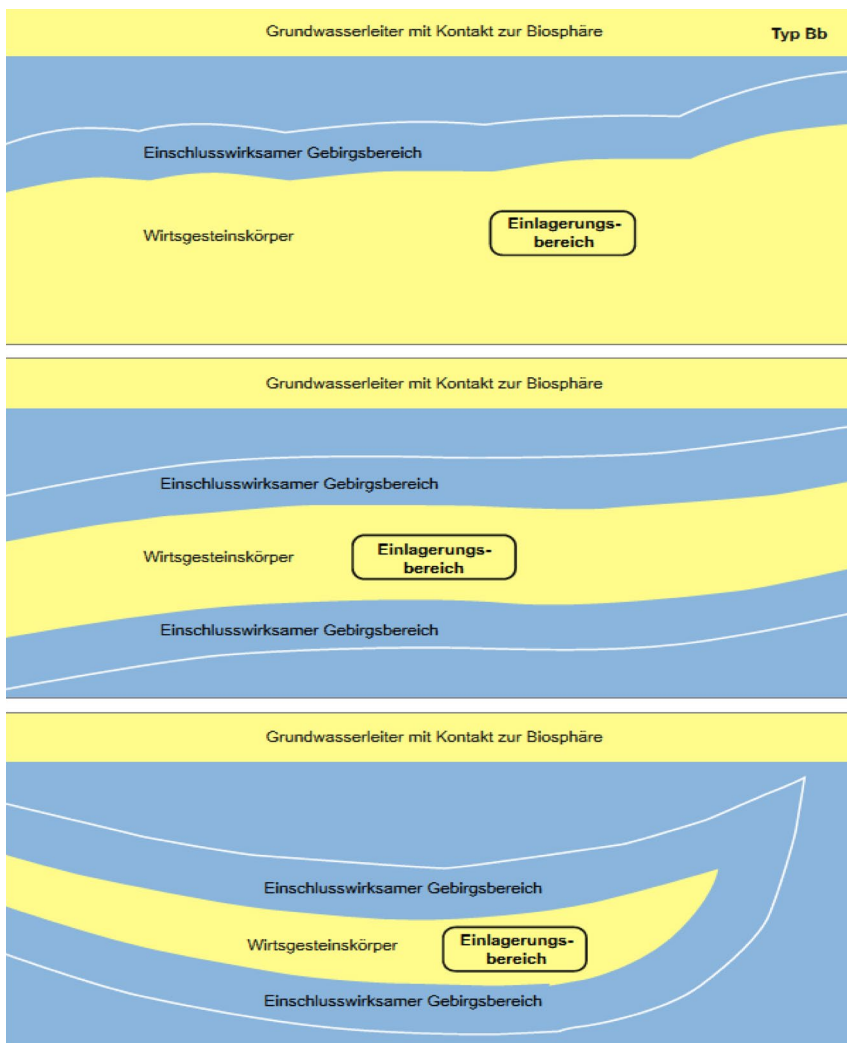 Grundwasserleiter mit Kontakt zur Biosphäre
Typ Bb
Einschlusswirksamer Gebirgsbereich
Wirtsgesteinskörper
Einlagerungs-
bereich
Grundwasserleiter mit Kontakt zur Biosphäre
Einschlusswirksamer Gebirgsbereich
Wirtsgesteinskörper
Einlagerungs-
bereich
Einschlusswirksamer Gebirgsbereich
Grundwasserleiter mit Kontakt zur Biosphäre
Einschlusswirksamer Gebirgsbereich
Wirtsgesteinskörper
Einlagerungs-
bereich
Einschlusswirksamer Gebirgsbereich